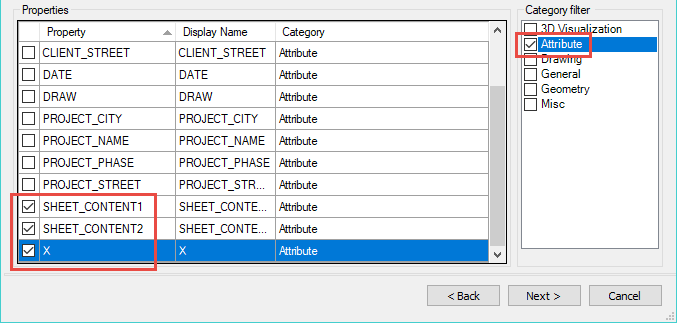 Properties
Property Display Name Category
CLIENT_STREET CLIENT_STREET Attribute
DATE DATE Attribute
DRAW DRAW Attribute
PROJECT_CITY PROJECT_CITY Attribute
PROJECT_NAME PROJECT_NAME Attribute
PROJECT_PHASE PROJECT_PHASE Attribute
PROJECT_STREET PROJECT_STR... Attribute
SHEET_CONTENT1 SHEET_CONTE... Attribute
SHEET_CONTENT2 SHEET_CONTE... Attribute
X X Attribute
Category filter
3D Visualization
Attribute
Drawing
General
Geometry
Misc
< Back Next > Cancel